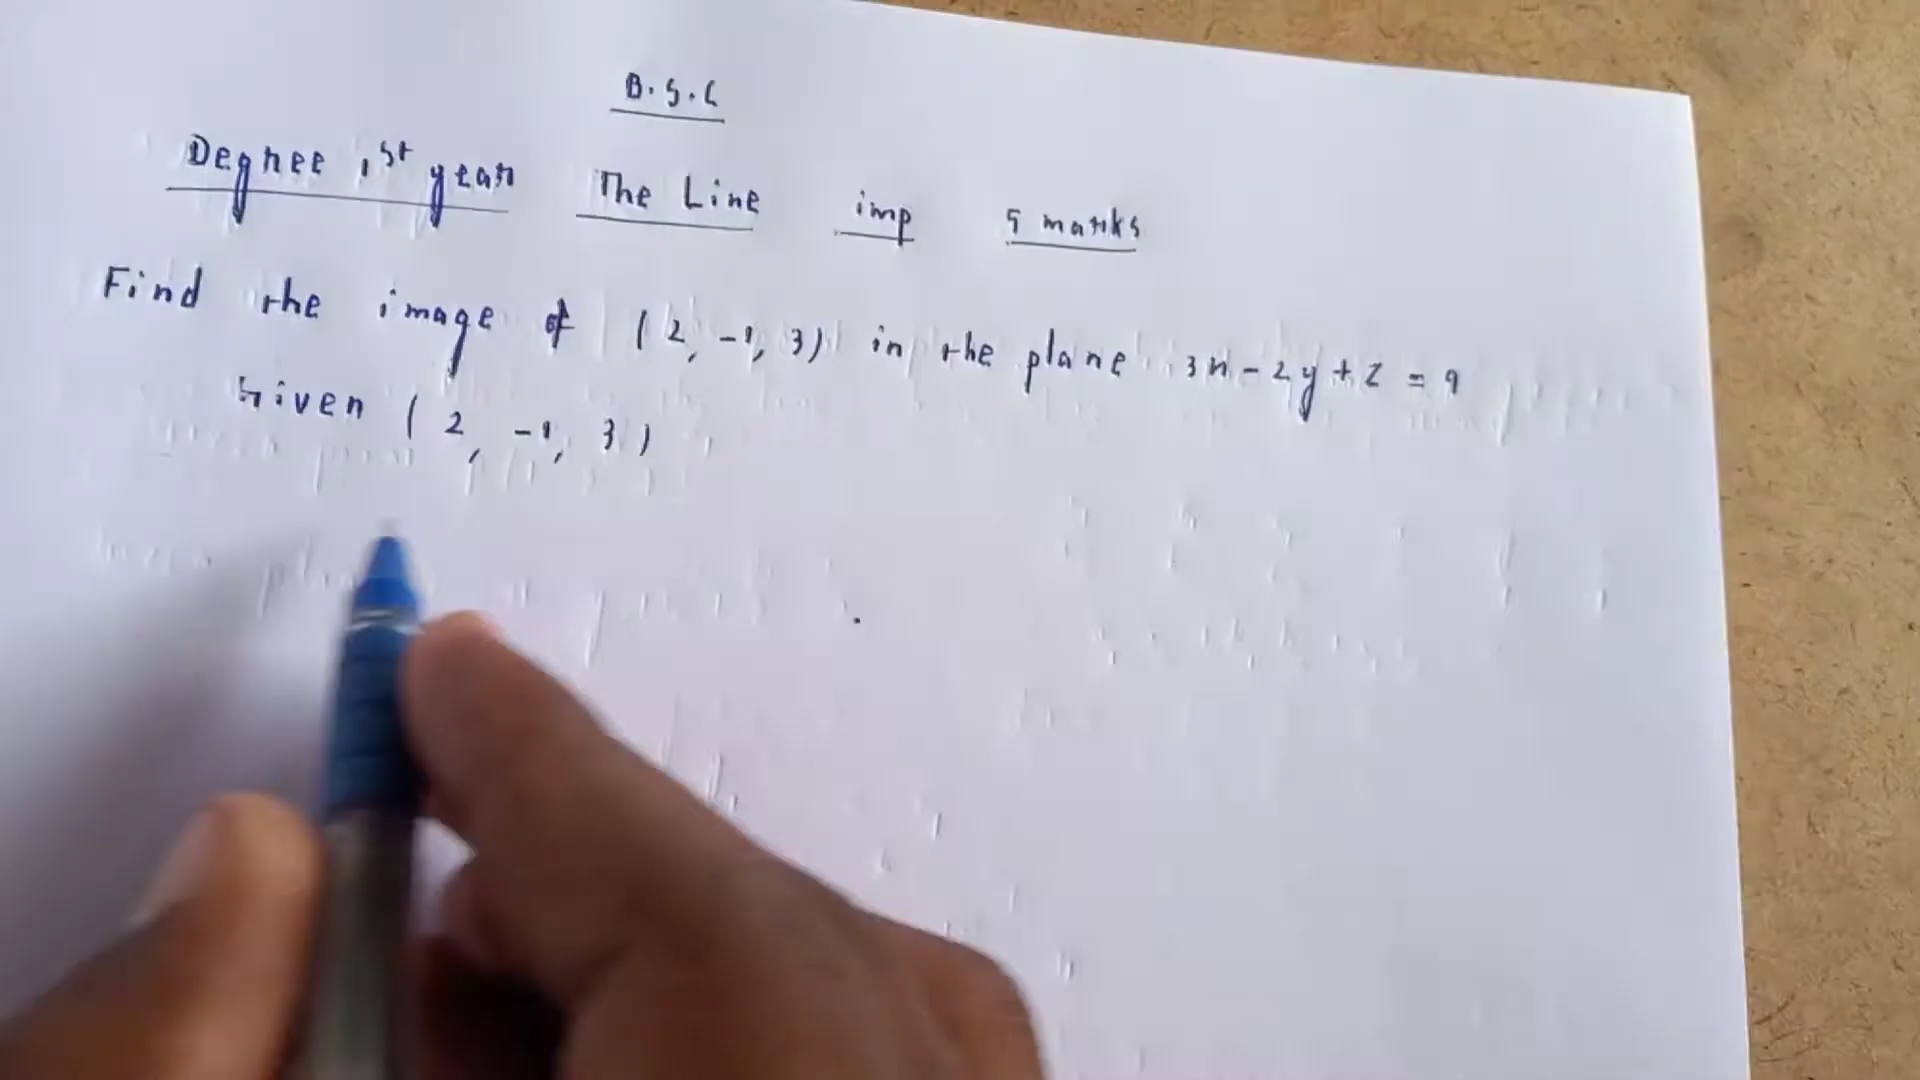 B.S.C
Degree 1st year The Line imp 5 marks
Find the image of (2, -1, 3) in the plane 3x - 2y + z = 9
Given (2, -1, 3)